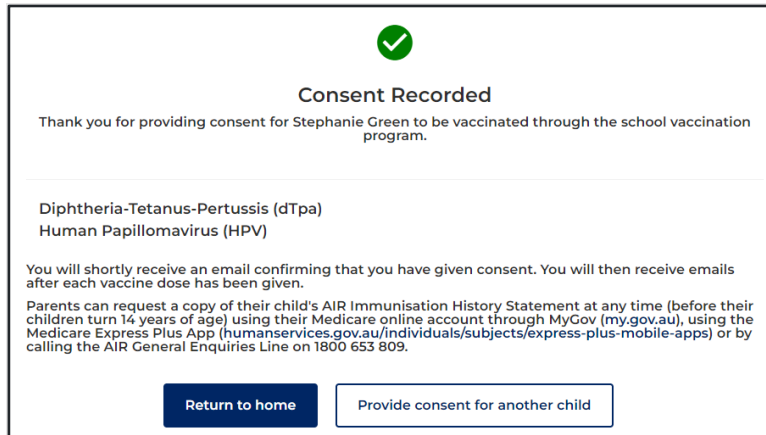 Consent Recorded
Thank you for providing consent for Stephanie Green to be vaccinated through the school vaccination
program.
Diphtheria-Tetanus-Pertussis (dTpa)
Human Papillomavirus (HPV)
You will shortly receive an email confirming that you have given consent. You will then receive emails
after each vaccine dose has been given.
Parents can request a copy of their child's AIR Immunisation History Statement at any time (before their
children turn 14 years of age) using their Medicare online account through MyGov (my.gov.au), using the
Medicare Express Plus App (humanservices.gov.au/individuals/subjects/express-plus-mobile-apps) or by
calling the AIR General Enquiries Line on 1800 653 809.
Return to home
Provide consent for another child